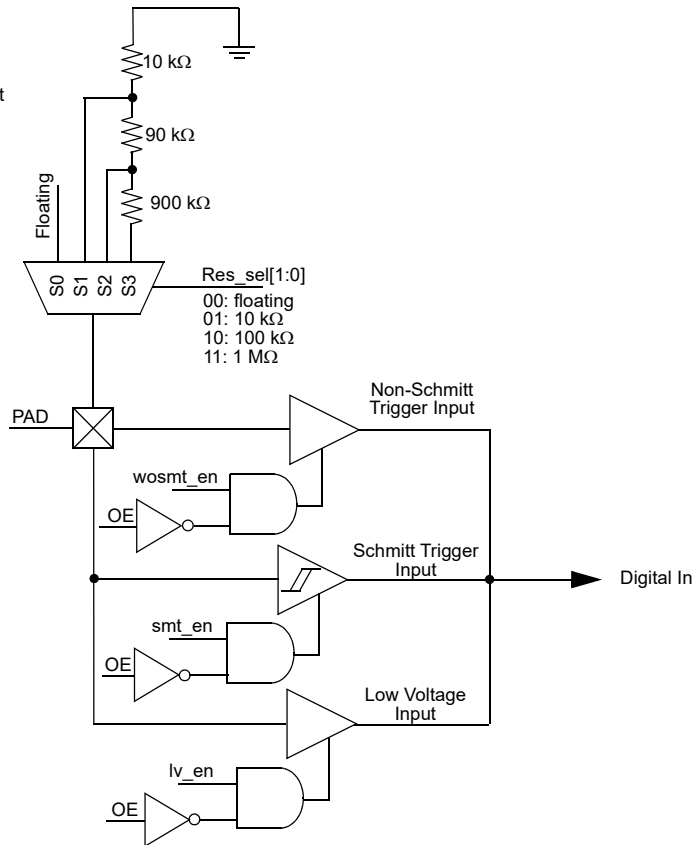 10 kΩ
t
90 kΩ
900 kΩ
Floating
S0
S1
S2
S3
Res_sel[1:0]
00: floating
01: 10 kΩ
10: 100 kΩ
11: 1 MΩ
Non-Schmitt
Trigger Input
PAD
wosmt_en
OE
Schmitt Trigger
Input
Digital In
smt_en
OE
Low Voltage
Input
lv_en
OE